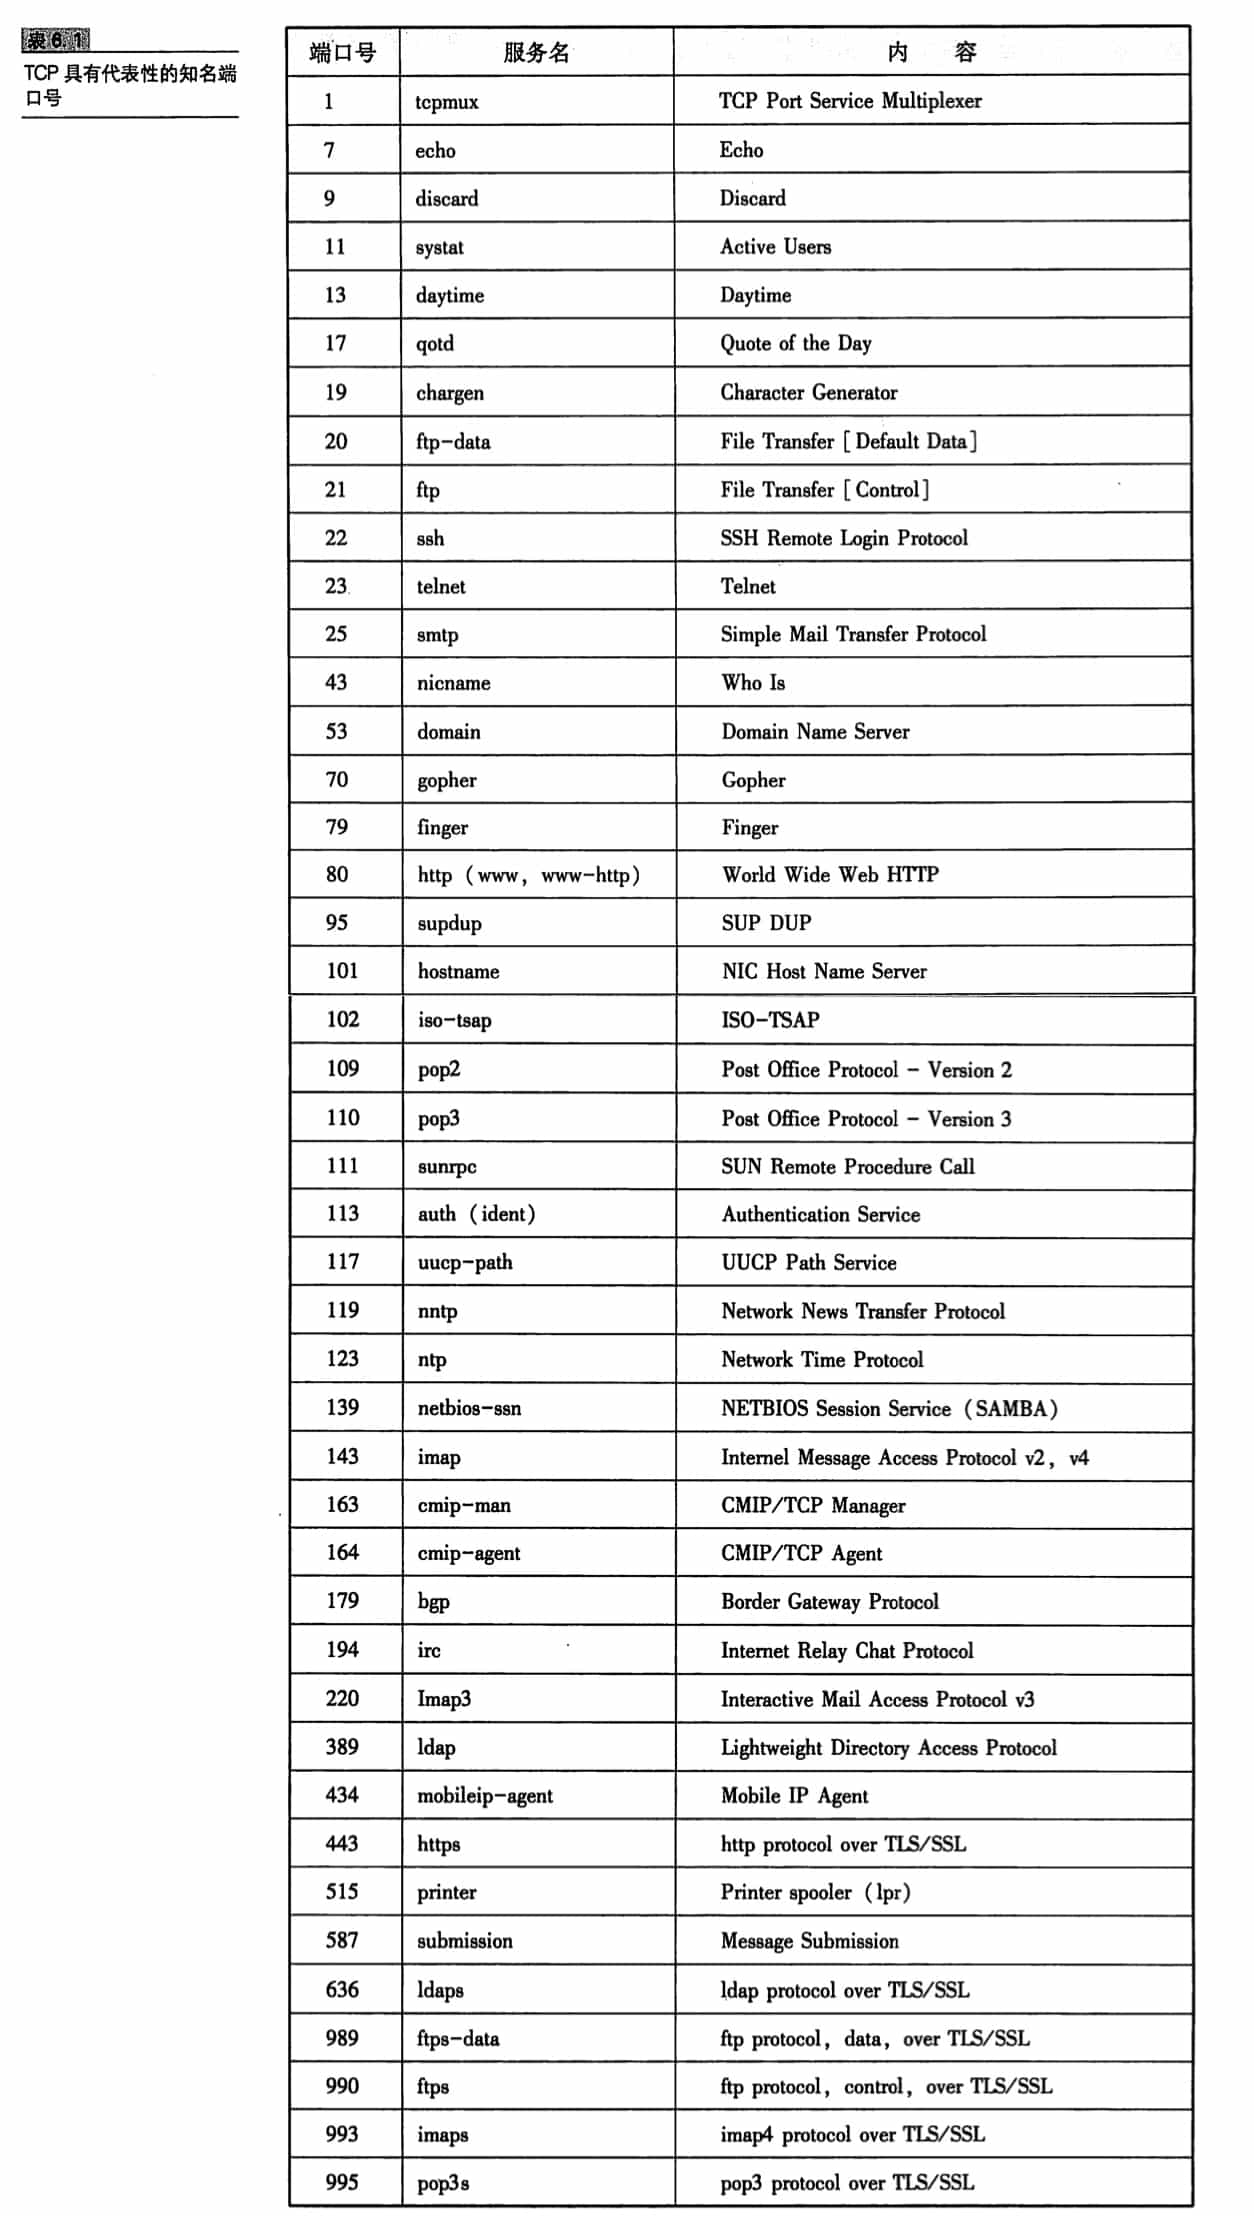 表 6.1
TCP 具有代表性的知名端
口号
端口号 服务名 内 容
1 tcpmux TCP Port Service Multiplexer
7 echo Echo
9 discard Discard
11 systat Active Users
13 daytime Daytime
17 qotd Quote of the Day
19 chargen Character Generator
20 ftp-data File Transfer [Default Data]
21 ftp File Transfer [Control]
22 ssh SSH Remote Login Protocol
23 telnet Telnet
25 smtp Simple Mail Transfer Protocol
43 nicname Who Is
53 domain Domain Name Server
70 gopher Gopher
79 finger Finger
80 http (www, www-http) World Wide Web HTTP
95 supdup SUP DUP
101 hostname NIC Host Name Server
102 iso-tsap ISO-TSAP
109 pop2 Post Office Protocol - Version 2
110 pop3 Post Office Protocol - Version 3
111 sunrpc SUN Remote Procedure Call
113 auth (ident) Authentication Service
117 uucp-path UUCP Path Service
119 nntp Network News Transfer Protocol
123 ntp Network Time Protocol
139 netbios-ssn NETBIOS Session Service (SAMBA)
143 imap Internel Message Access Protocol v2, v4
163 cmip-man CMIP/TCP Manager
164 cmip-agent CMIP/TCP Agent
179 bgp Border Gateway Protocol
194 irc Internet Relay Chat Protocol
220 Imap3 Interactive Mail Access Protocol v3
389 ldap Lightweight Directory Access Protocol
434 mobileip-agent Mobile IP Agent
443 https http protocol over TLS/SSL
515 printer Printer spooler (lpr)
587 submission Message Submission
636 ldaps ldap protocol over TLS/SSL
989 ftps-data ftp protocol, data, over TLS/SSL
990 ftps ftp protocol, control, over TLS/SSL
993 imaps imap4 protocol over TLS/SSL
995 pop3s pop3 protocol over TLS/SSL